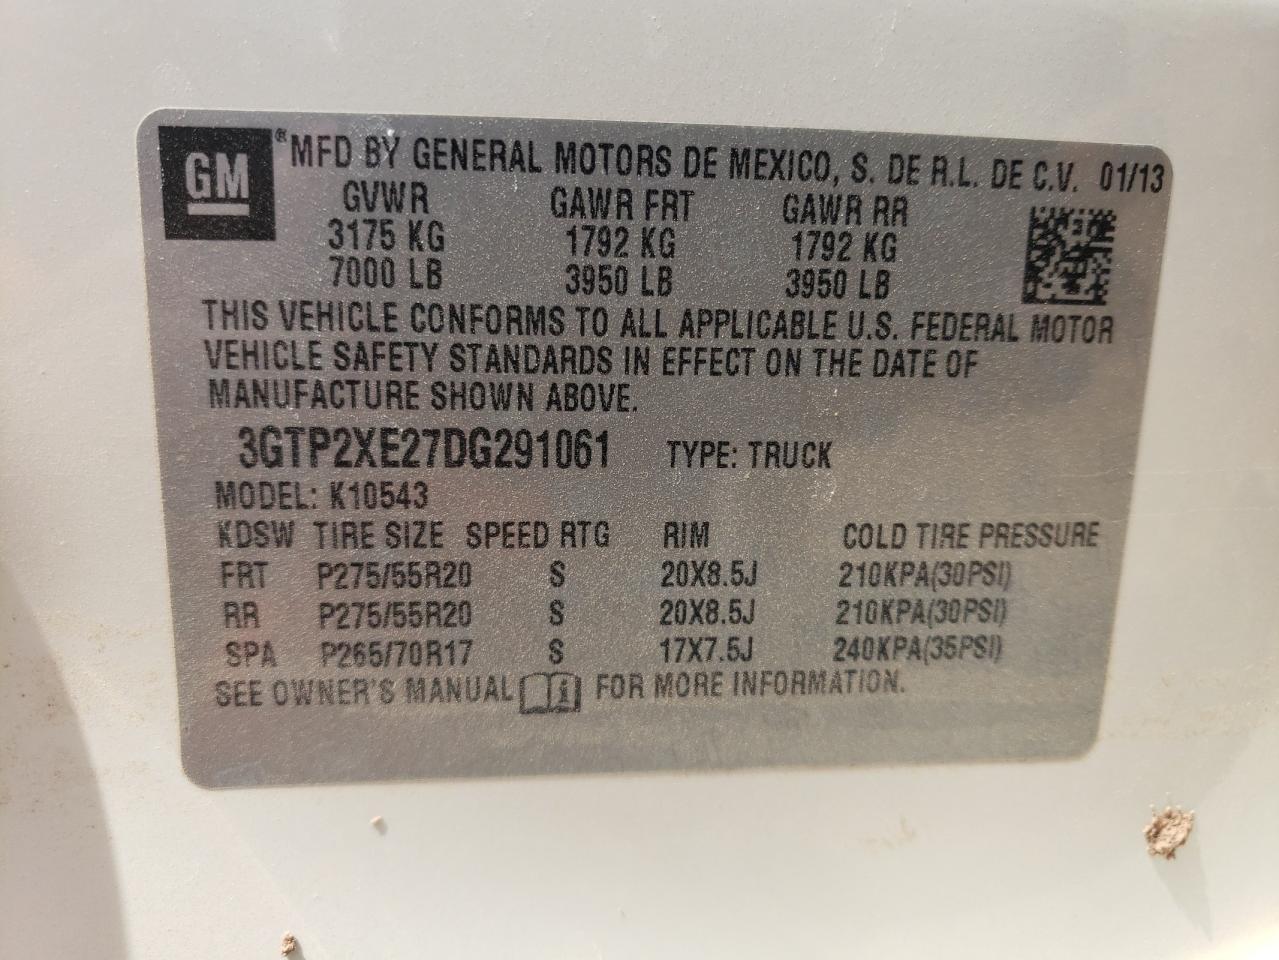 GM ® MFD BY GENERAL MOTORS DE MEXICO, S. DE R.L. DE C.V. 01/13
GVWR GAWR FRT GAWR RR
3175 KG 1792 KG 1792 KG
7000 LB 3950 LB 3950 LB
THIS VEHICLE CONFORMS TO ALL APPLICABLE U.S. FEDERAL MOTOR
VEHICLE SAFETY STANDARDS IN EFFECT ON THE DATE OF
MANUFACTURE SHOWN ABOVE.
3GTP2XE27DG291061 TYPE: TRUCK
MODEL: K10543
KDSW TIRE SIZE SPEED RTG RIM COLD TIRE PRESSURE
FRT P275/55R20 S 20X8.5J 210KPA(30PSI)
RR P275/55R20 S 20X8.5J 210KPA(30PSI)
SPA P265/70R17 S 17X7.5J 240KPA(35PSI)
SEE OWNER'S MANUAL FOR MORE INFORMATION.